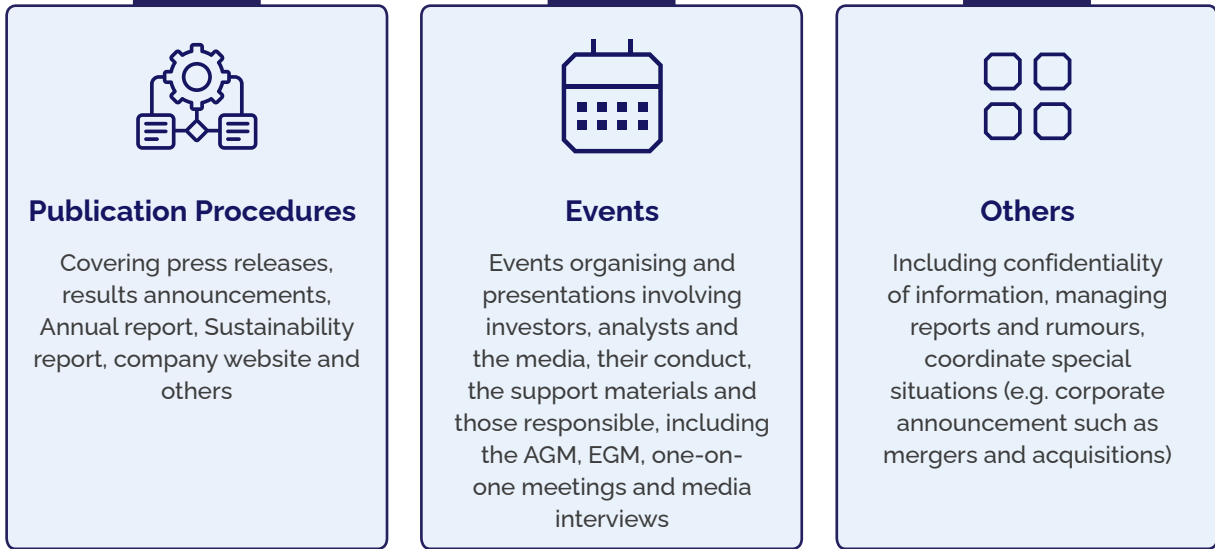 Publication Procedures
Covering press releases,
results announcements,
Annual report, Sustainability
report, company website and
others
Events
Events organising and
presentations involving
investors, analysts and
the media, their conduct,
the support materials and
those responsible, including
the AGM, EGM, one-on-
one meetings and media
interviews
Others
Including confidentiality
of information, managing
reports and rumours,
coordinate special
situations (e.g. corporate
announcement such as
mergers and acquisitions)